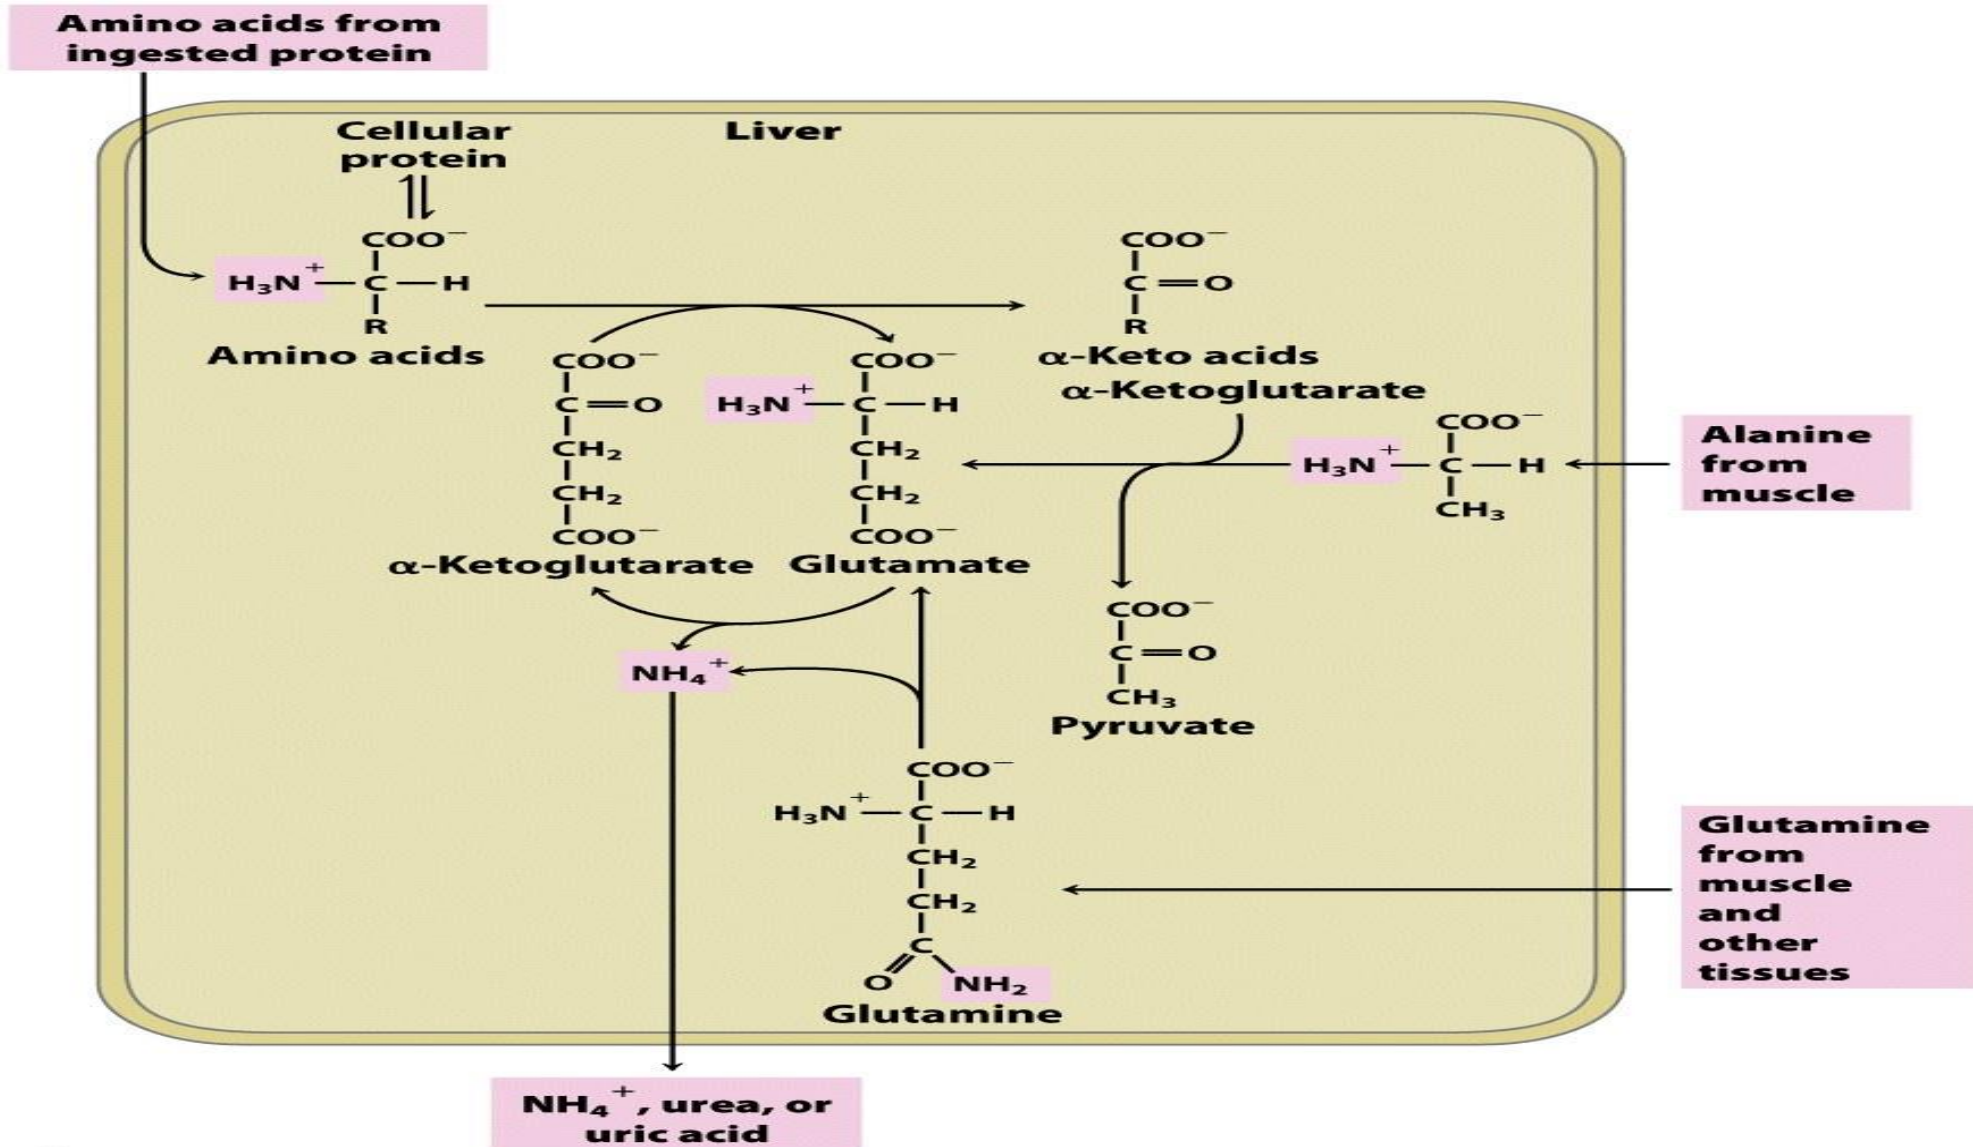 Amino acids from
ingested protein
Cellular
protein
Liver
COO⁻
H₃N⁺—C—H
R
Amino acids
COO⁻
C=O
R
α-Keto acids
COO⁻
C=O
CH₂
CH₂
COO⁻
α-Ketoglutarate
COO⁻
H₃N⁺—C—H
CH₂
CH₂
COO⁻
Glutamate
α-Ketoglutarate
COO⁻
H₃N⁺—C—H
CH₃
Alanine
from
muscle
COO⁻
C=O
CH₃
Pyruvate
NH₄⁺
COO⁻
H₃N⁺—C—H
CH₂
CH₂
C
O NH₂
Glutamine
Glutamine
from
muscle
and
other
tissues
NH₄⁺, urea, or
uric acid